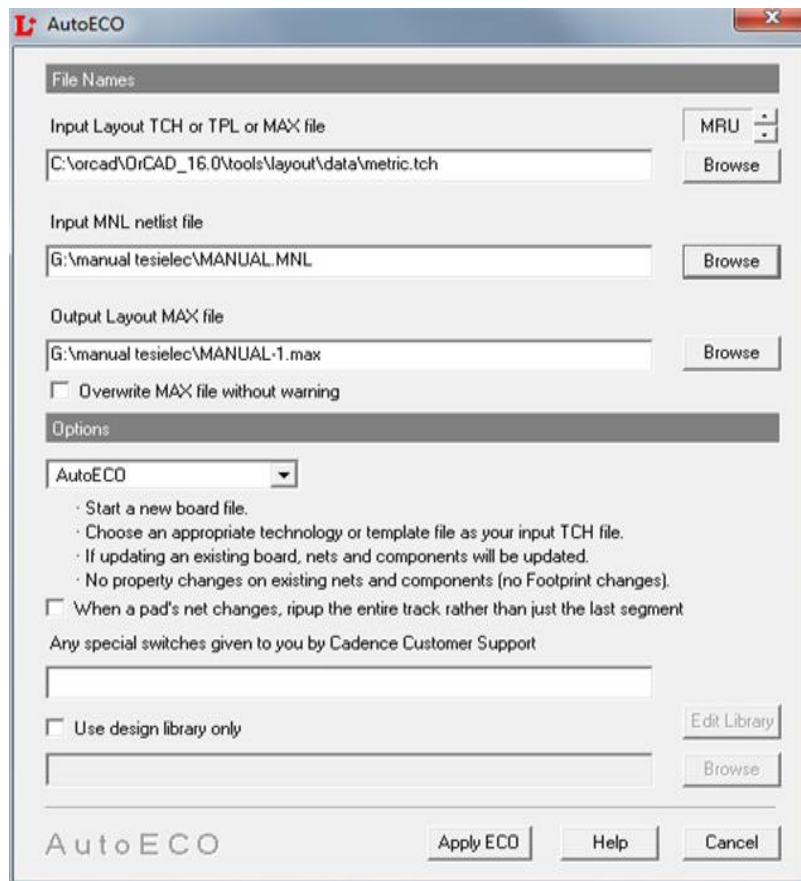 AutoECO
File Names
Input Layout TCH or TPL or MAX file
MRU
C:\orcad\OrCAD_16.0\tools\layout\data\metric.tch
Browse
Input MNL netlist file
G:\manual tesielec\MANUAL.MNL
Browse
Output Layout MAX file
G:\manual tesielec\MANUAL-1.max
Browse
Overwrite MAX file without warning
Options
AutoECO
· Start a new board file.
· Choose an appropriate technology or template file as your input TCH file.
· If updating an existing board, nets and components will be updated.
· No property changes on existing nets and components (no Footprint changes).
When a pad's net changes, ripup the entire track rather than just the last segment
Any special switches given to you by Cadence Customer Support
Use design library only
Edit Library
Browse
AutoECO
Apply ECO
Help
Cancel